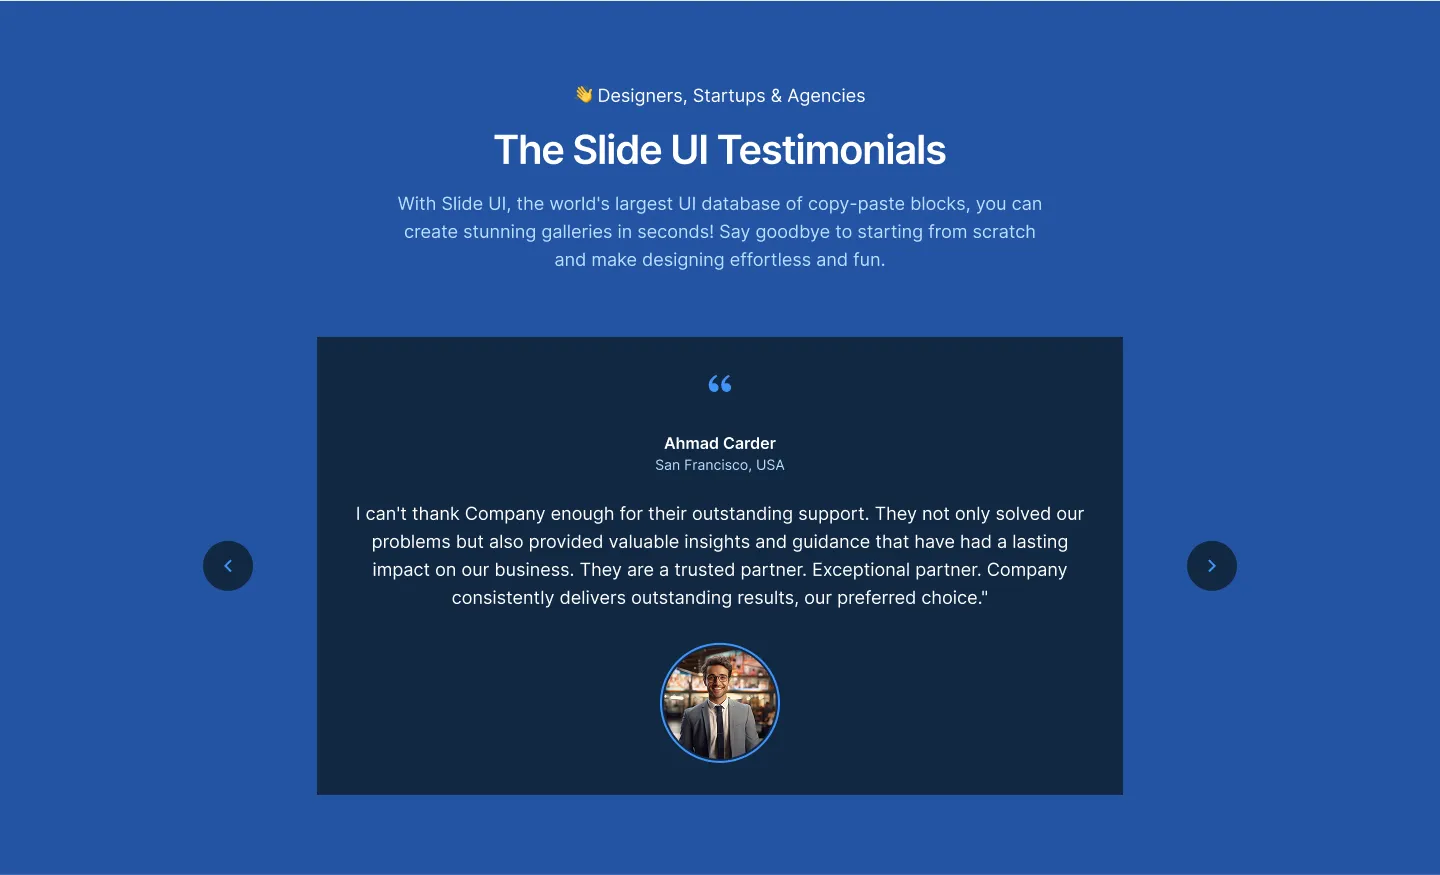 👋 Designers, Startups & Agencies
The Slide UI Testimonials
With Slide UI, the world's largest UI database of copy-paste blocks, you can
create stunning galleries in seconds! Say goodbye to starting from scratch
and make designing effortless and fun.
“
Ahmad Carder
San Francisco, USA
I can't thank Company enough for their outstanding support. They not only solved our
problems but also provided valuable insights and guidance that have had a lasting
impact on our business. They are a trusted partner. Exceptional partner. Company
consistently delivers outstanding results, our preferred choice."